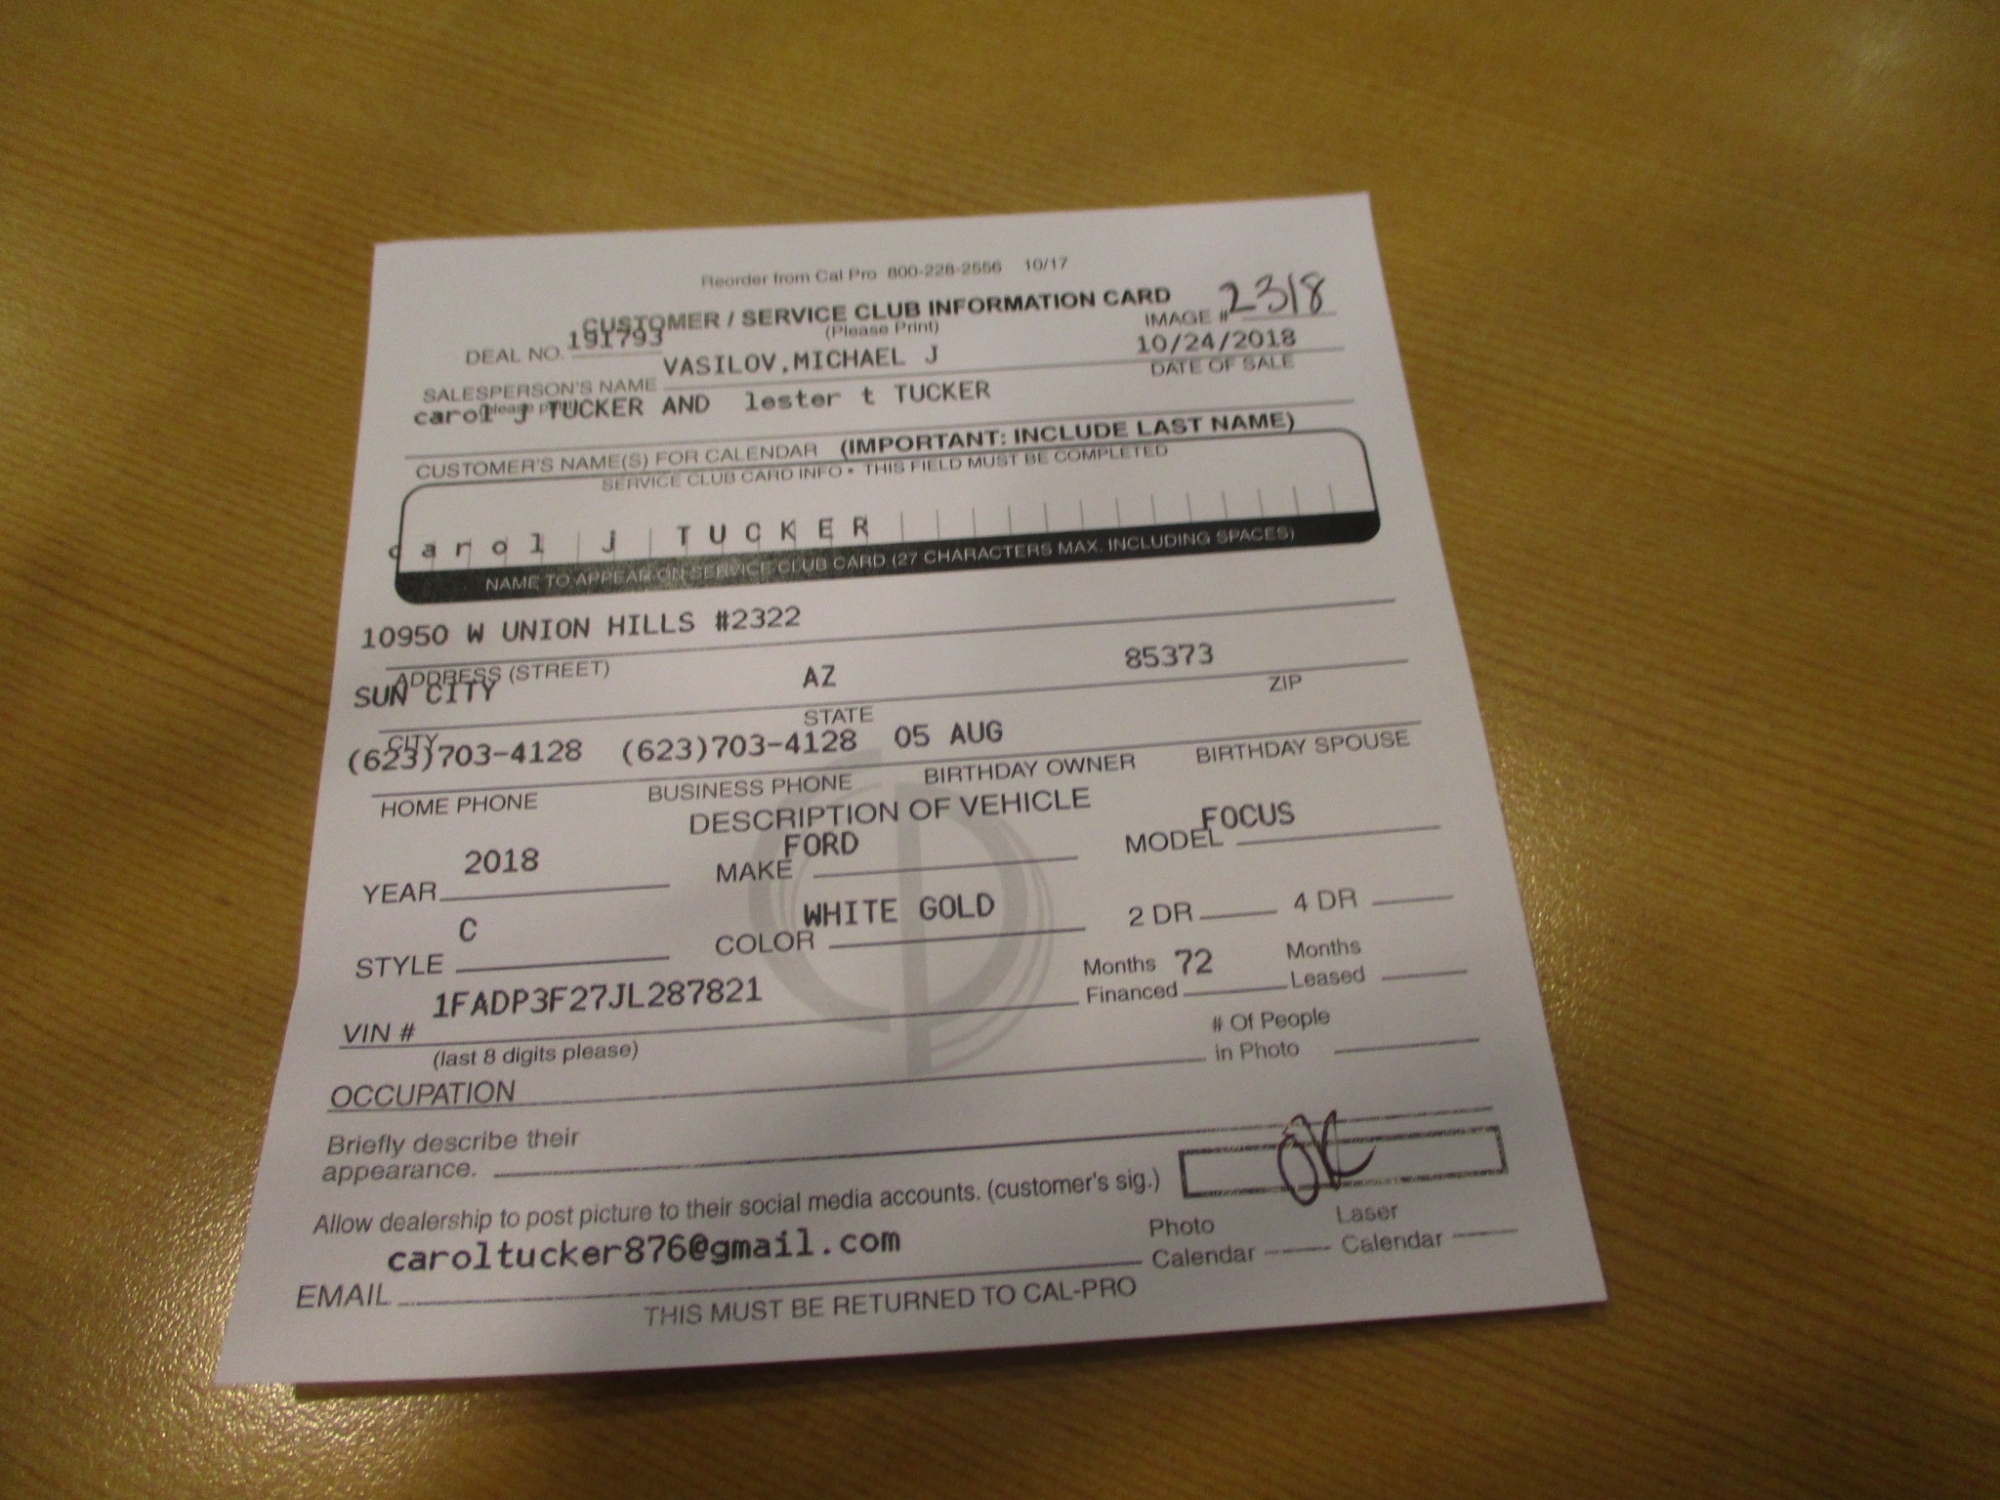 Reorder from Cal Pro 800-228-2556 10/17
CUSTOMER / SERVICE CLUB INFORMATION CARD
(Please Print)
IMAGE # 2318
DEAL NO. 191793
VASILOV,MICHAEL J 10/24/2018
SALESPERSON'S NAME DATE OF SALE
(please print)
carol J TUCKER AND lester t TUCKER
CUSTOMER'S NAME(S) FOR CALENDAR (IMPORTANT: INCLUDE LAST NAME)
SERVICE CLUB CARD INFO • THIS FIELD MUST BE COMPLETED
carol J TUCKER
NAME TO APPEAR ON SERVICE CLUB CARD (27 CHARACTERS MAX. INCLUDING SPACES)
10950 W UNION HILLS #2322
ADDRESS (STREET)
SUN CITY AZ 85373
CITY STATE ZIP
(623)703-4128 (623)703-4128 05 AUG
HOME PHONE BUSINESS PHONE BIRTHDAY OWNER BIRTHDAY SPOUSE
DESCRIPTION OF VEHICLE
YEAR 2018 MAKE FORD MODEL FOCUS
STYLE C COLOR WHITE GOLD 2 DR 4 DR
VIN # 1FADP3F27JL287821 Months Financed 72 Months Leased
(last 8 digits please)
OCCUPATION # Of People in Photo
Briefly describe their
appearance.
Allow dealership to post picture to their social media accounts. (customer's sig.) OK
EMAIL caroltucker876@gmail.com Photo Calendar Laser Calendar
THIS MUST BE RETURNED TO CAL-PRO